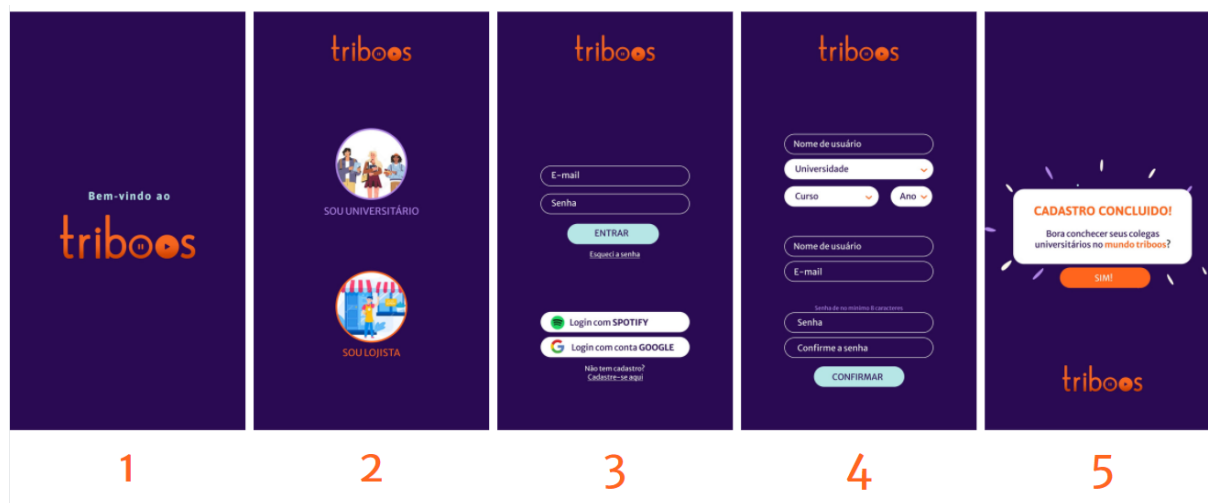 Bem-vindo ao
triboos
triboos
SOU UNIVERSITÁRIO
SOU LOJISTA
triboos
E-mail
Senha
ENTRAR
Esqueci a senha
Login com SPOTIFY
Login com conta GOOGLE
Não tem cadastro?
Cadastre-se aqui
triboos
Nome de usuário
Universidade
Curso Ano
Nome de usuário
E-mail
Senha de no mínimo 8 caracteres
Senha
Confirme a senha
CONFIRMAR
CADASTRO CONCLUIDO!
Bora conchecer seus colegas
universitários no mundo triboos?
SIM!
triboos
1 2 3 4 5